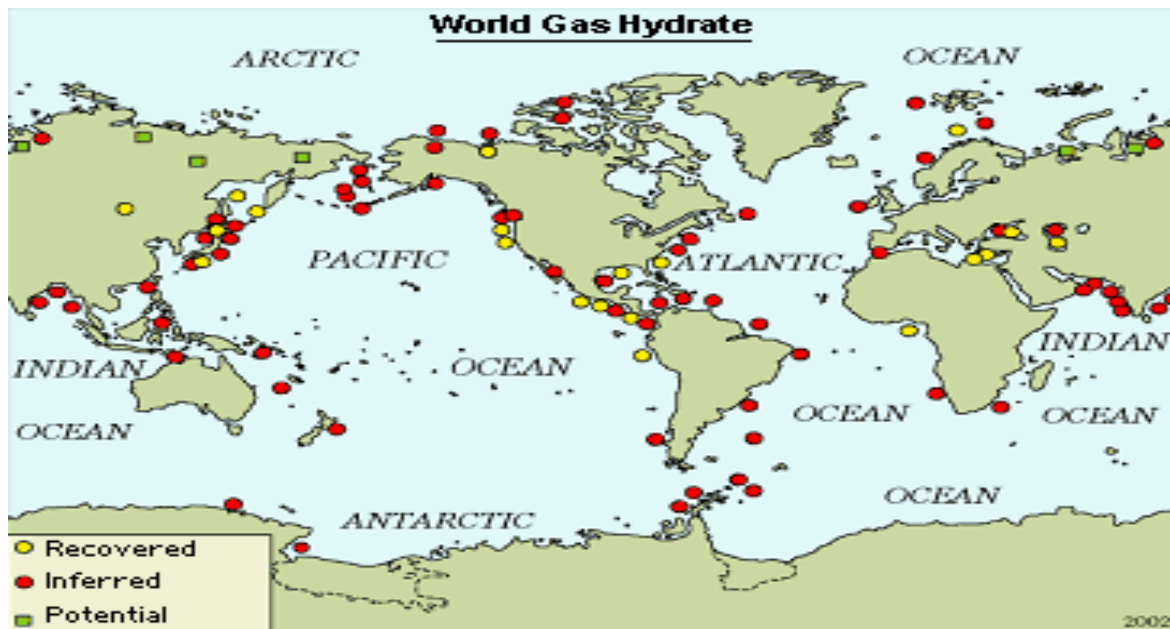 World Gas Hydrate
ARCTIC
OCEAN
PACIFIC
ATLANTIC
INDIAN
OCEAN
INDIAN
OCEAN
OCEAN
OCEAN
OCEAN
ANTARCTIC
Recovered
Inferred
Potential
2002